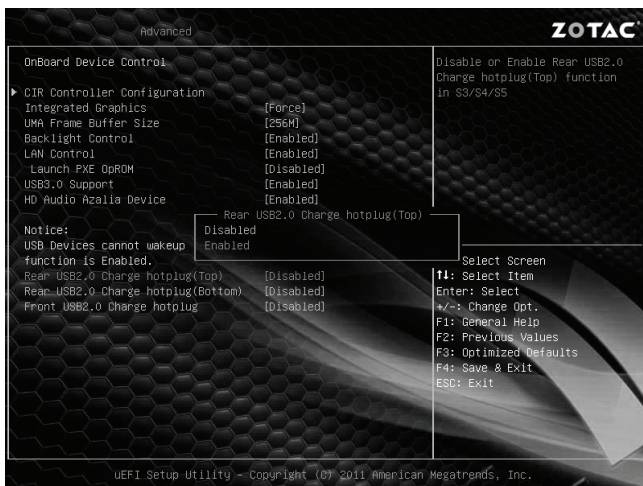 Advanced
ZOTAC
OnBoard Device Control
▶ CIR Controller Configuration
Integrated Graphics [Force]
UMA Frame Buffer Size [256M]
Backlight Control [Enabled]
LAN Control [Enabled]
Launch PXE OpROM [Disabled]
USB3.0 Support [Enabled]
HD Audio Azalia Device [Enabled]
Notice:
USB Devices cannot wakeup
function is Enabled.
Rear USB2.0 Charge hotplug(Top) [Disabled]
Rear USB2.0 Charge hotplug(Bottom) [Disabled]
Front USB2.0 Charge hotplug [Disabled]
Rear USB2.0 Charge hotplug(Top)
Disabled
Enabled
Disable or Enable Rear USB2.0
Charge hotplug(Top) function
in S3/S4/S5
Select Screen
↑↓: Select Item
Enter: Select
+/-: Change Opt.
F1: General Help
F2: Previous Values
F3: Optimized Defaults
F4: Save & Exit
ESC: Exit
uEFI Setup Utility - Copyright (C) 2011 American Megatrends, Inc.